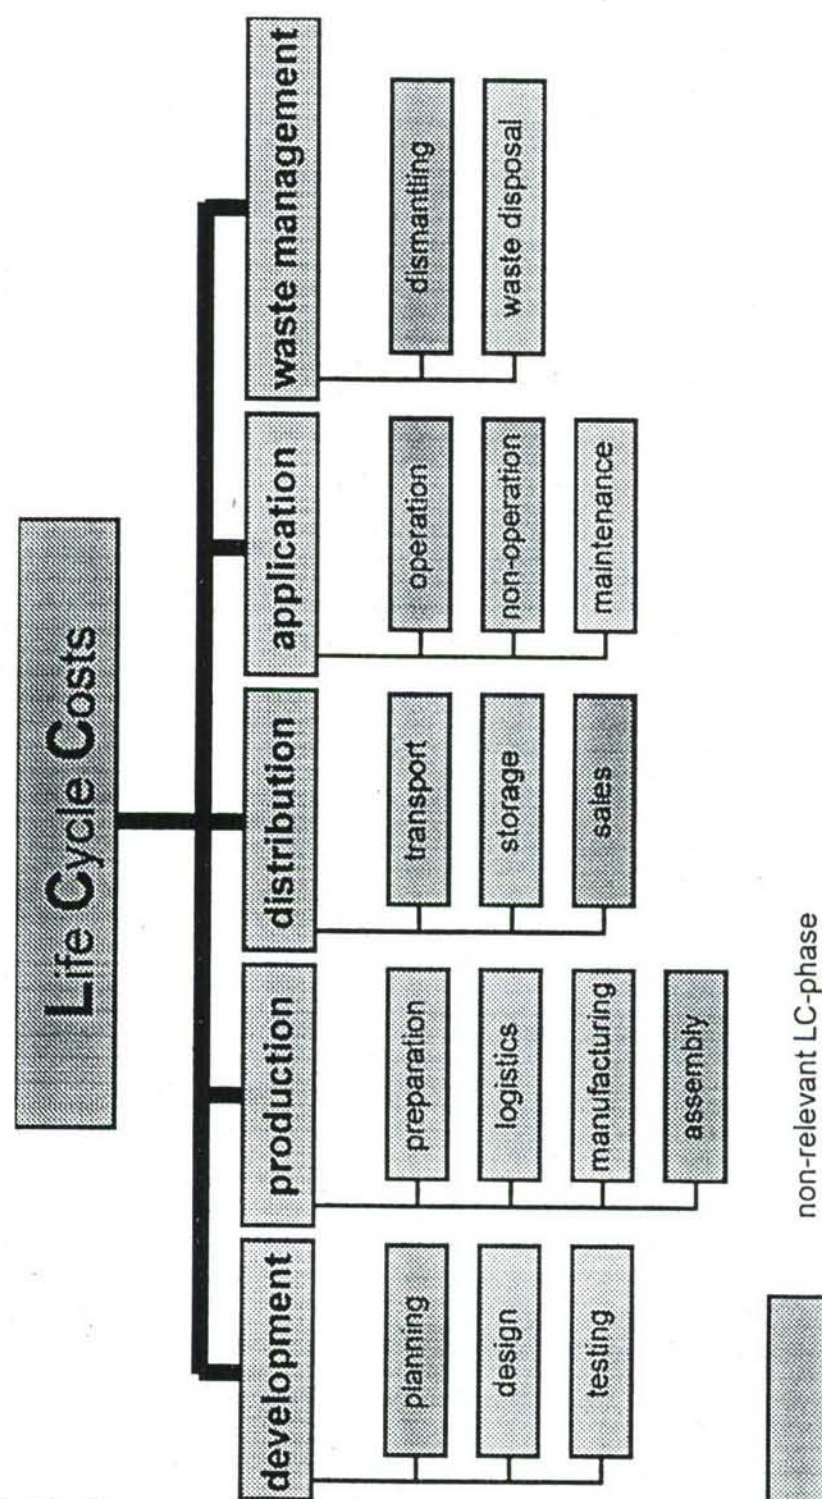 Life Cycle Costs
development
planning
design
testing
production
preparation
logistics
manufacturing
assembly
distribution
transport
storage
sales
application
operation
non-operation
maintenance
waste management
dismantling
waste disposal
non-relevant LC-phase